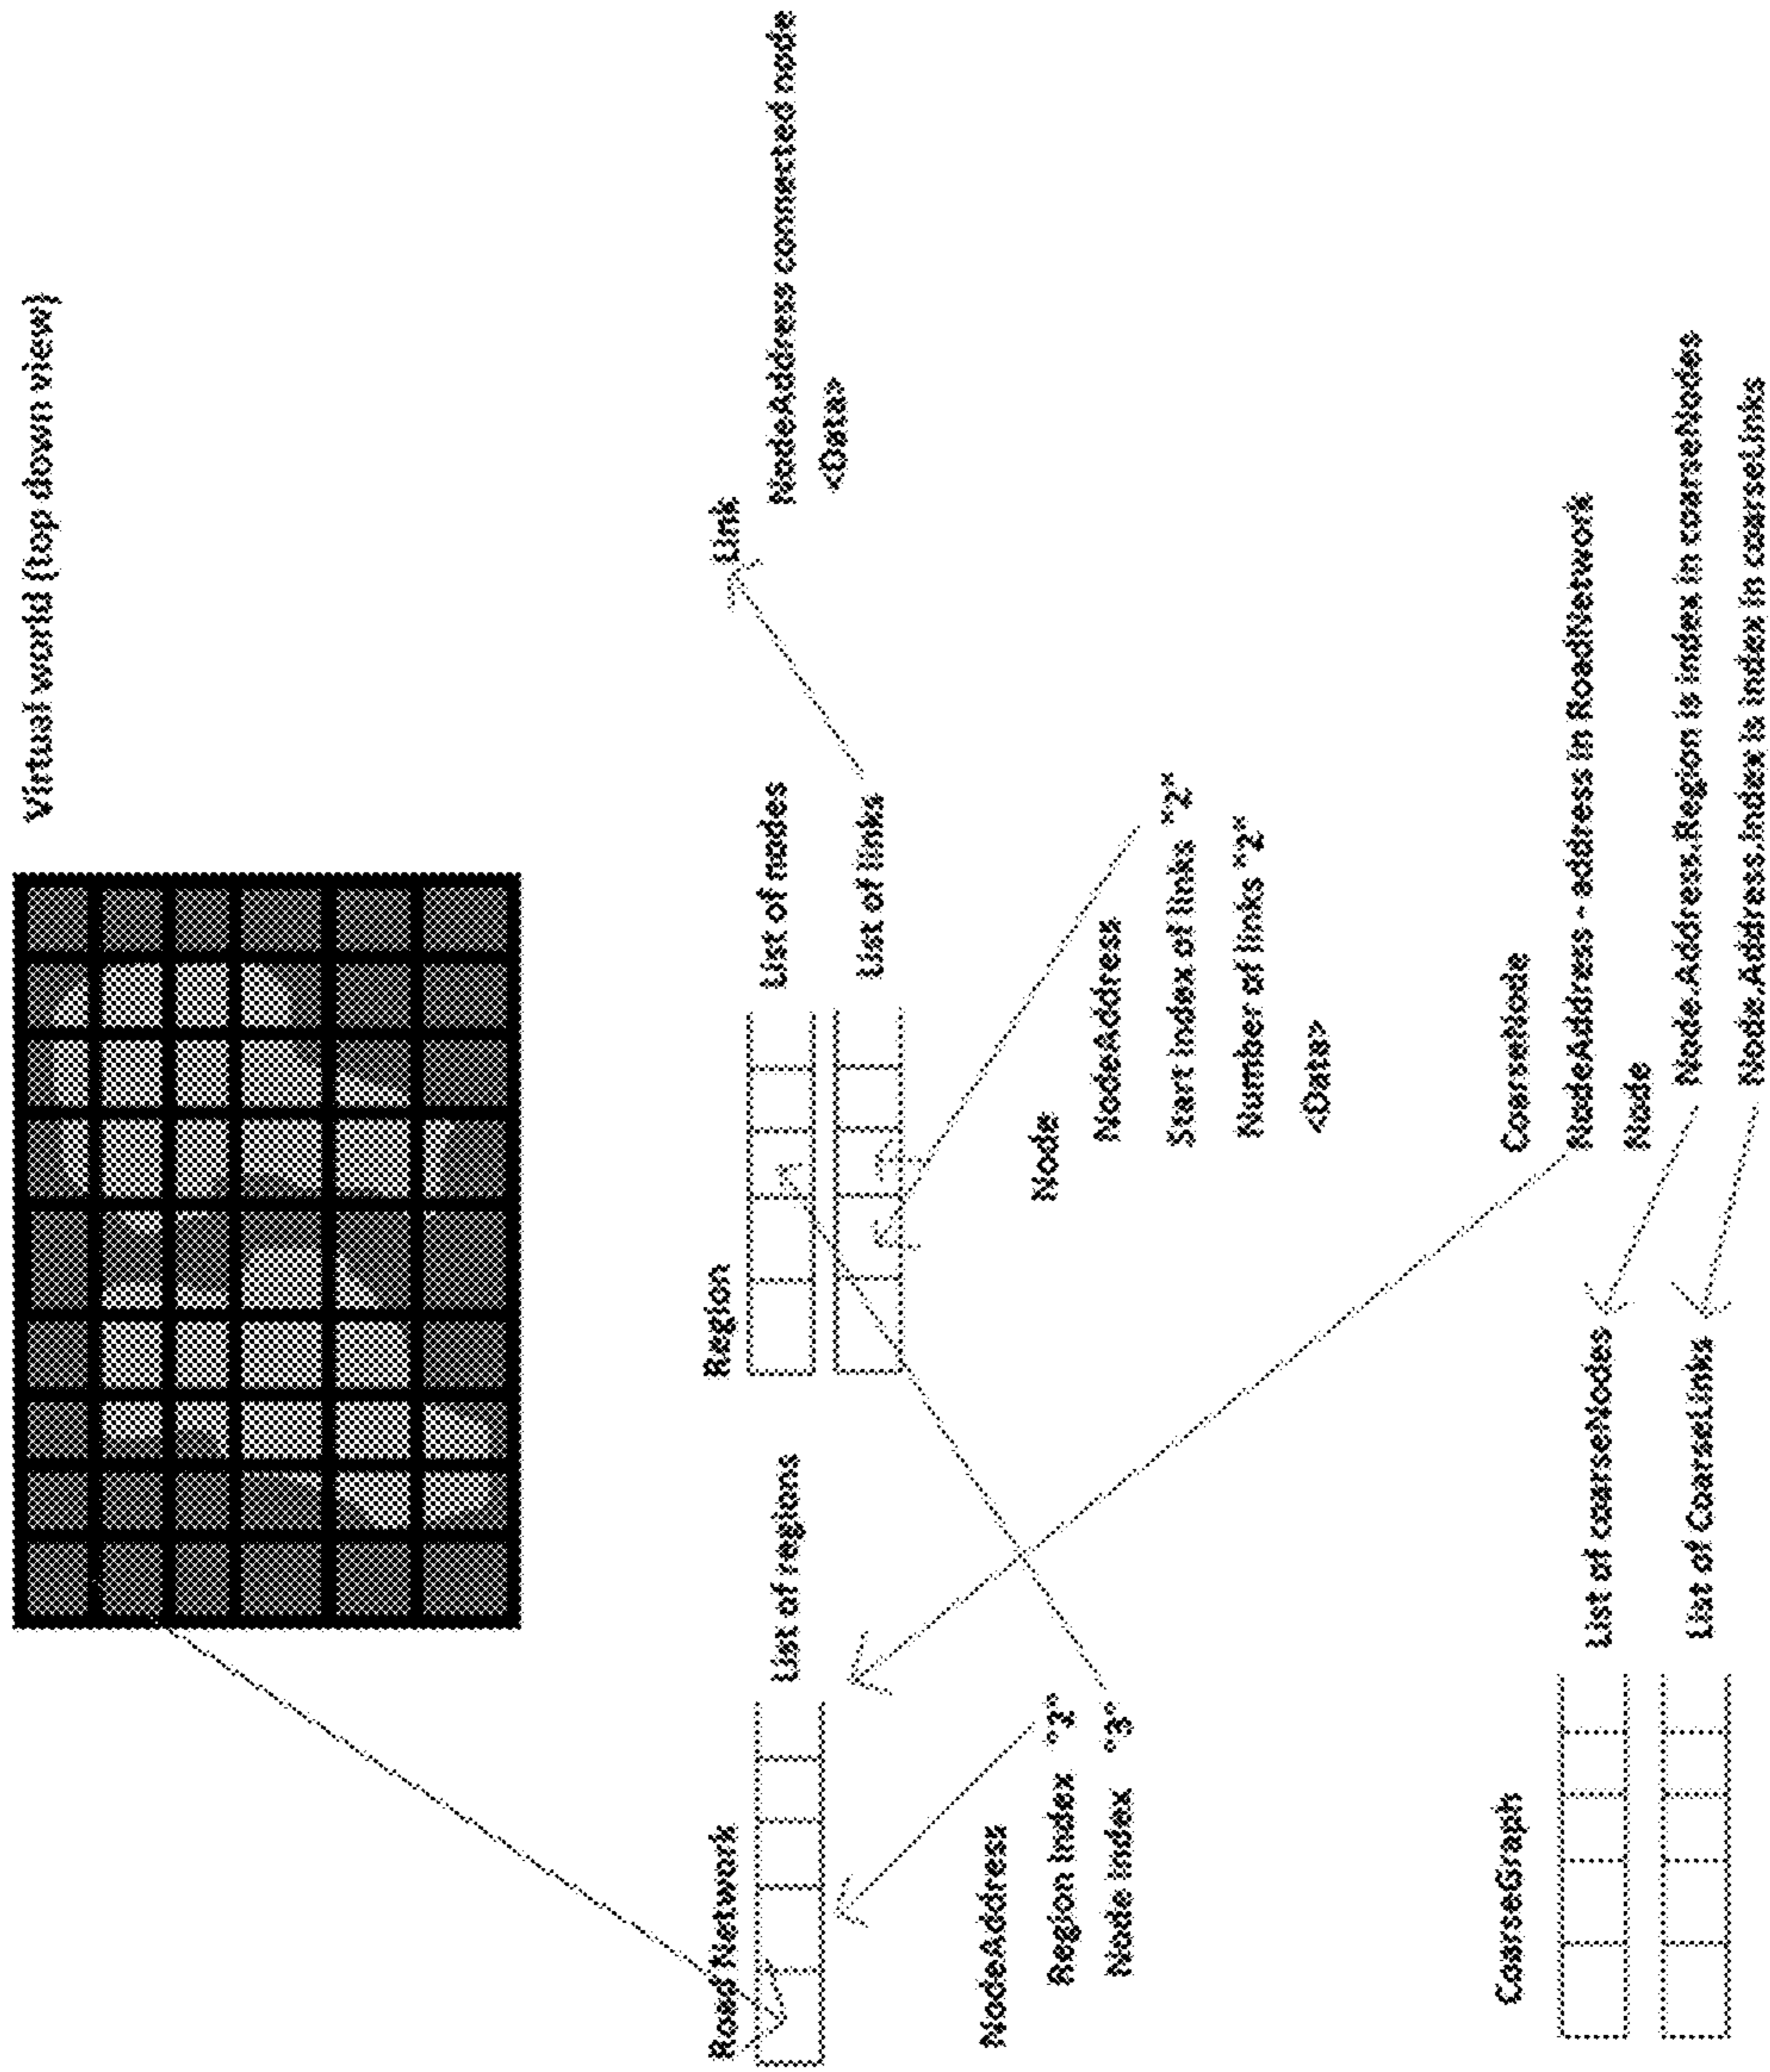 Virtual world (top down view)
Road Network
List of regions
Region
List of nodes
List of links
Link
NodeAddress connected node
<Data>
NodeAddress
Region Index "1"
Node Index "3"
Node
NodeAddress
Start Index of links "2"
Number of links "2"
<Data>
CoarseGraph
List of coarseNodes
List of CoarseLinks
CoarseNode
NodeAddress - address in RoadNetwork
Node
Node.Address.Region is index in coarseNodes
Node.Address.Index is index in coarseLinks